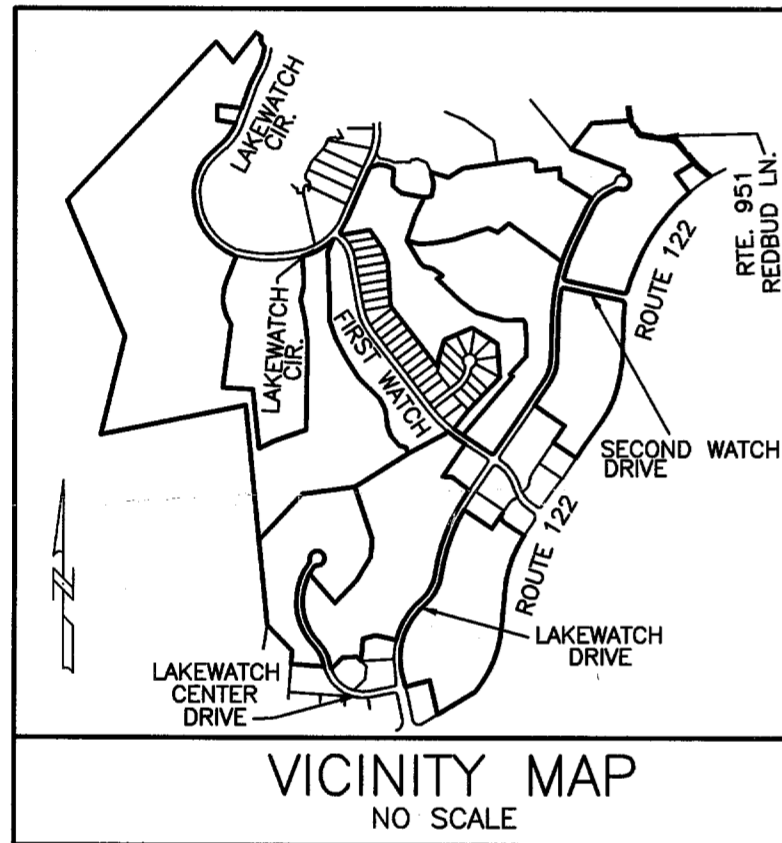 LAKEWATCH
CIR.
RTE. 951
REDBUD LN.
ROUTE 122
LAKEWATCH
CIR.
FIRST WATCH
SECOND WATCH
DRIVE
ROUTE 122
N
LAKEWATCH
DRIVE
LAKEWATCH
CENTER
DRIVE
VICINITY MAP
NO SCALE